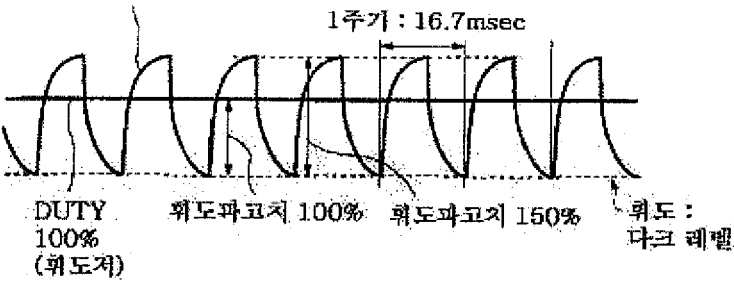 1주기 : 16.7msec
DUTY
100%
(휘도저)
휘도파고치 100%
휘도파고치 150%
휘도 :
다크 레벨